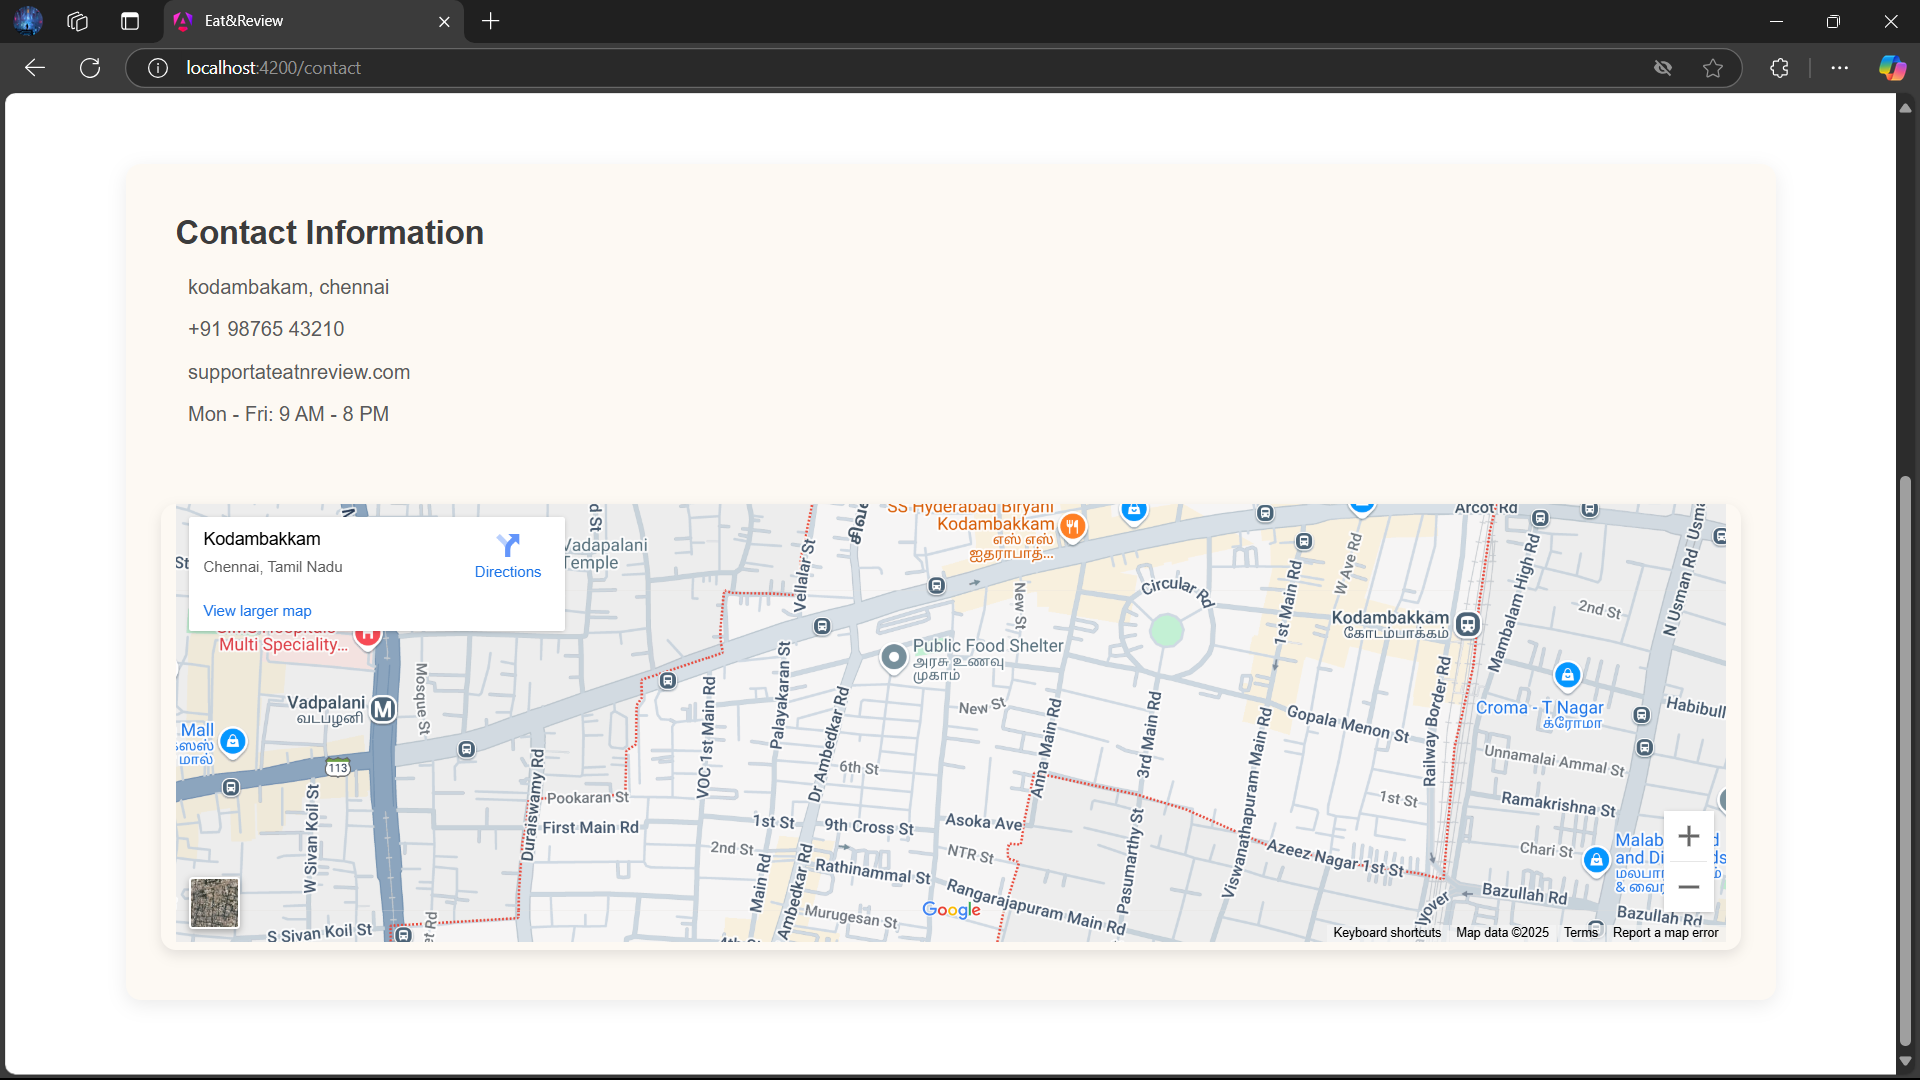 Eat&Review
localhost:4200/contact
Contact Information
kodambakam, chennai
+91 98765 43210
supportateatnreview.com
Mon - Fri: 9 AM - 8 PM
Kodambakkam
Chennai, Tamil Nadu
Directions
View larger map
Vadapalani
Temple
Multi Speciality...
SS Hyderabad Biryani
Kodambakkam
எஸ் எஸ்
ஐதராபாத்...
Arcot Rd
Vellalar St
Circular Rd
New St
1st Main Rd
W Ave Rd
Mambalam High Rd
N Usman Rd
2nd St
Kodambakkam
கோடம்பாக்கம்
Public Food Shelter
அரசு உணவு
முகாம்
Mosque St
Vadpalani
வடபழனி
Mall
மால்
113
Palayakaran St
VOC 1st Main Rd
Dr Ambedkar Rd
New St
Anna Main Rd
3rd Main Rd
Gopala Menon St
Railway Border Rd
Croma - T Nagar
க்ரோமா
Habibull
Unnamalai Ammal St
6th St
Pookaran St
First Main Rd
Duraiswamy Rd
W Sivan Koil St
1st St
9th Cross St
Asoka Ave
NTR St
2nd St
Main Rd
Ambedkar Rd
Rathinammal St
Rangarajapuram Main Rd
Murugesan St
Pasumarthy St
Viswanathapuram Main Rd
Azeez Nagar 1st St
1st St
Ramakrishna St
Chari St
Bazullah Rd
Bazullah Rd
S Sivan Koil St
Google
Keyboard shortcuts
Map data ©2025
Terms
Report a map error